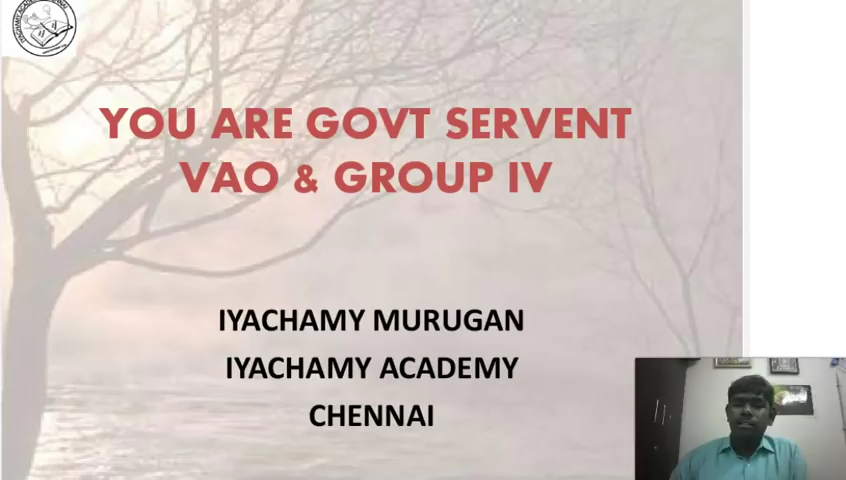 YOU ARE GOVT SERVENT
VAO & GROUP IV
IYACHAMY MURUGAN
IYACHAMY ACADEMY
CHENNAI